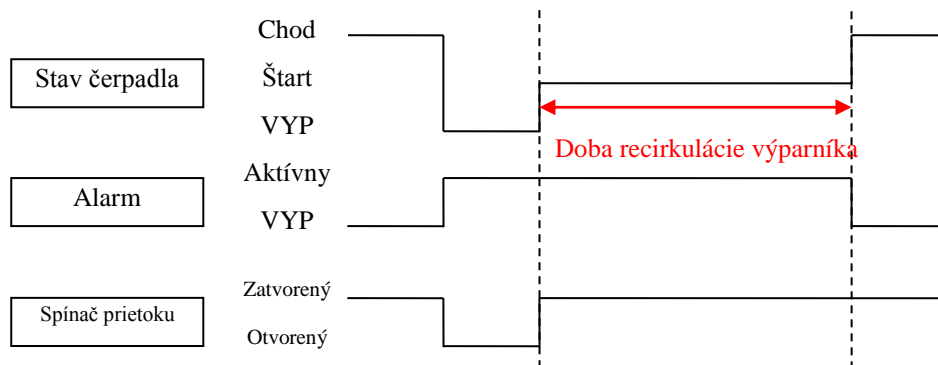 Chod
Stav čerpadla
Štart
VYP
Doba recirkulácie výparníka
Aktívny
Alarm
VYP
Zatvorený
Spínač prietoku
Otvorený